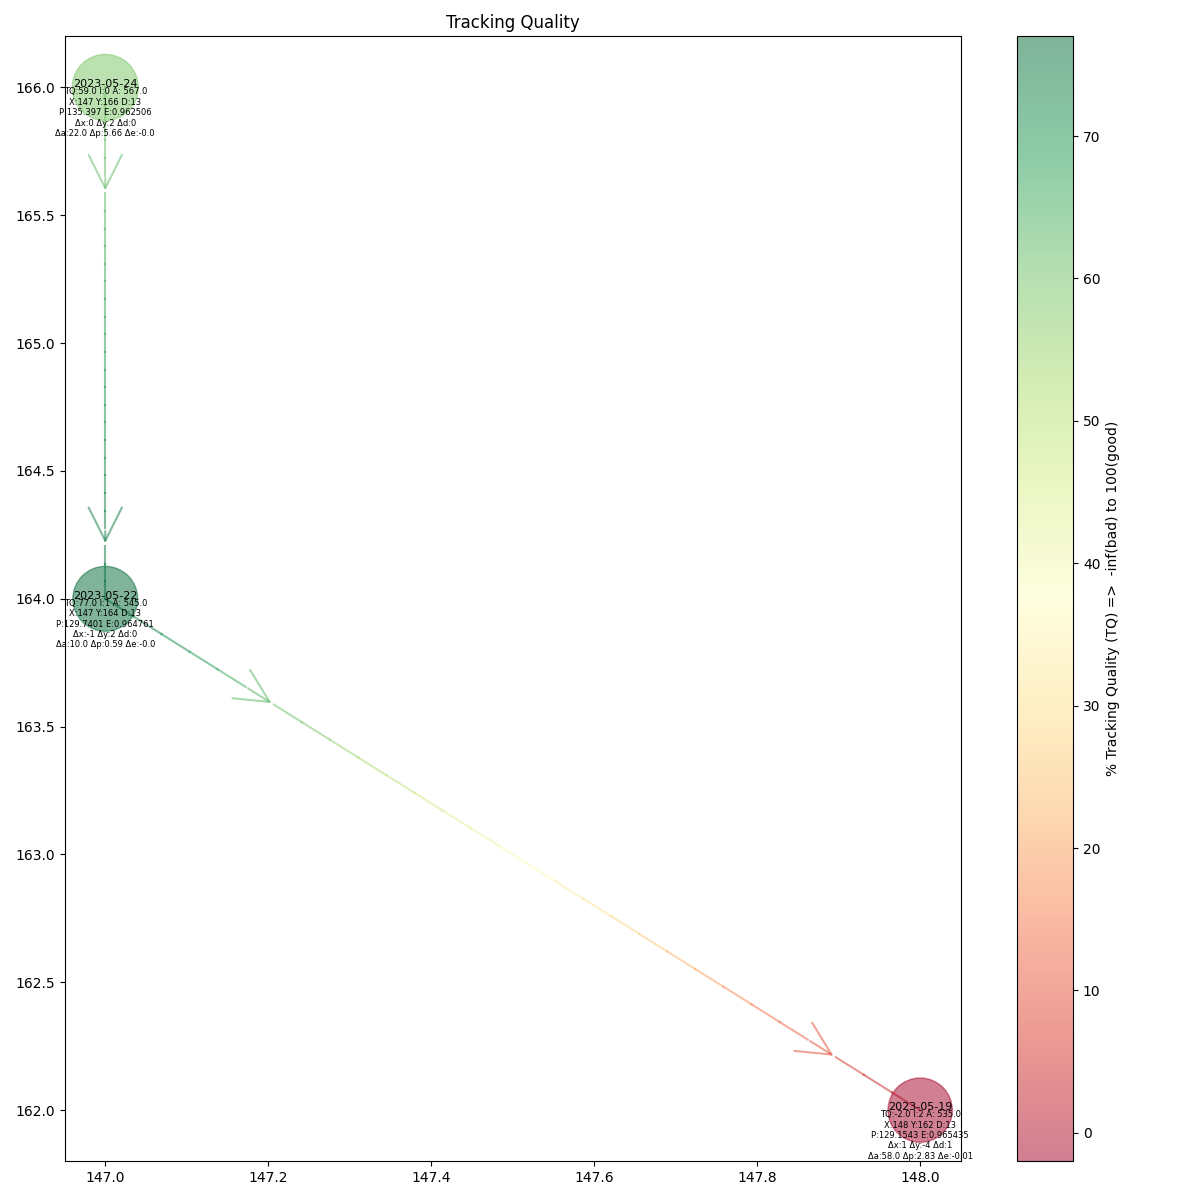 Tracking Quality
166.0
165.5
165.0
164.5
164.0
163.5
163.0
162.5
162.0
147.0
147.2
147.4
147.6
147.8
148.0
2023-05-24
TQ:59.0 I:0 A: 567.0
X:147 Y:166 D:13
P:135.397 E:0.962506
Δx:0 Δy:2 Δd:0
Δa:22.0 Δp:5.66 Δe:-0.0
2023-05-22
TQ:77.0 I:1 A: 545.0
X:147 Y:164 D:13
P:129.7401 E:0.964761
Δx:-1 Δy:2 Δd:0
Δa:10.0 Δp:0.59 Δe:-0.0
2023-05-19
TQ:-2.0 I:2 A: 535.0
X:148 Y:162 D:13
P:129.1543 E:0.965435
Δx:1 Δy:-4 Δd:1
Δa:58.0 Δp:2.83 Δe:-0.01
70
60
50
40
30
20
10
0
% Tracking Quality (TQ) =>  -inf(bad) to 100(good)